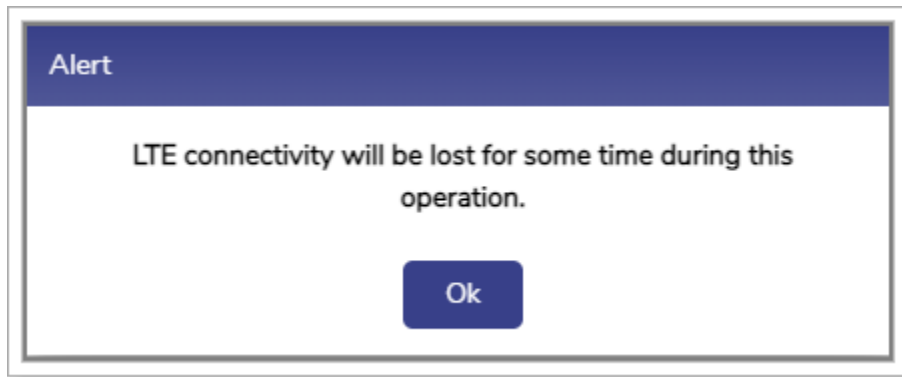 Alert
LTE connectivity will be lost for some time during this
operation.
Ok